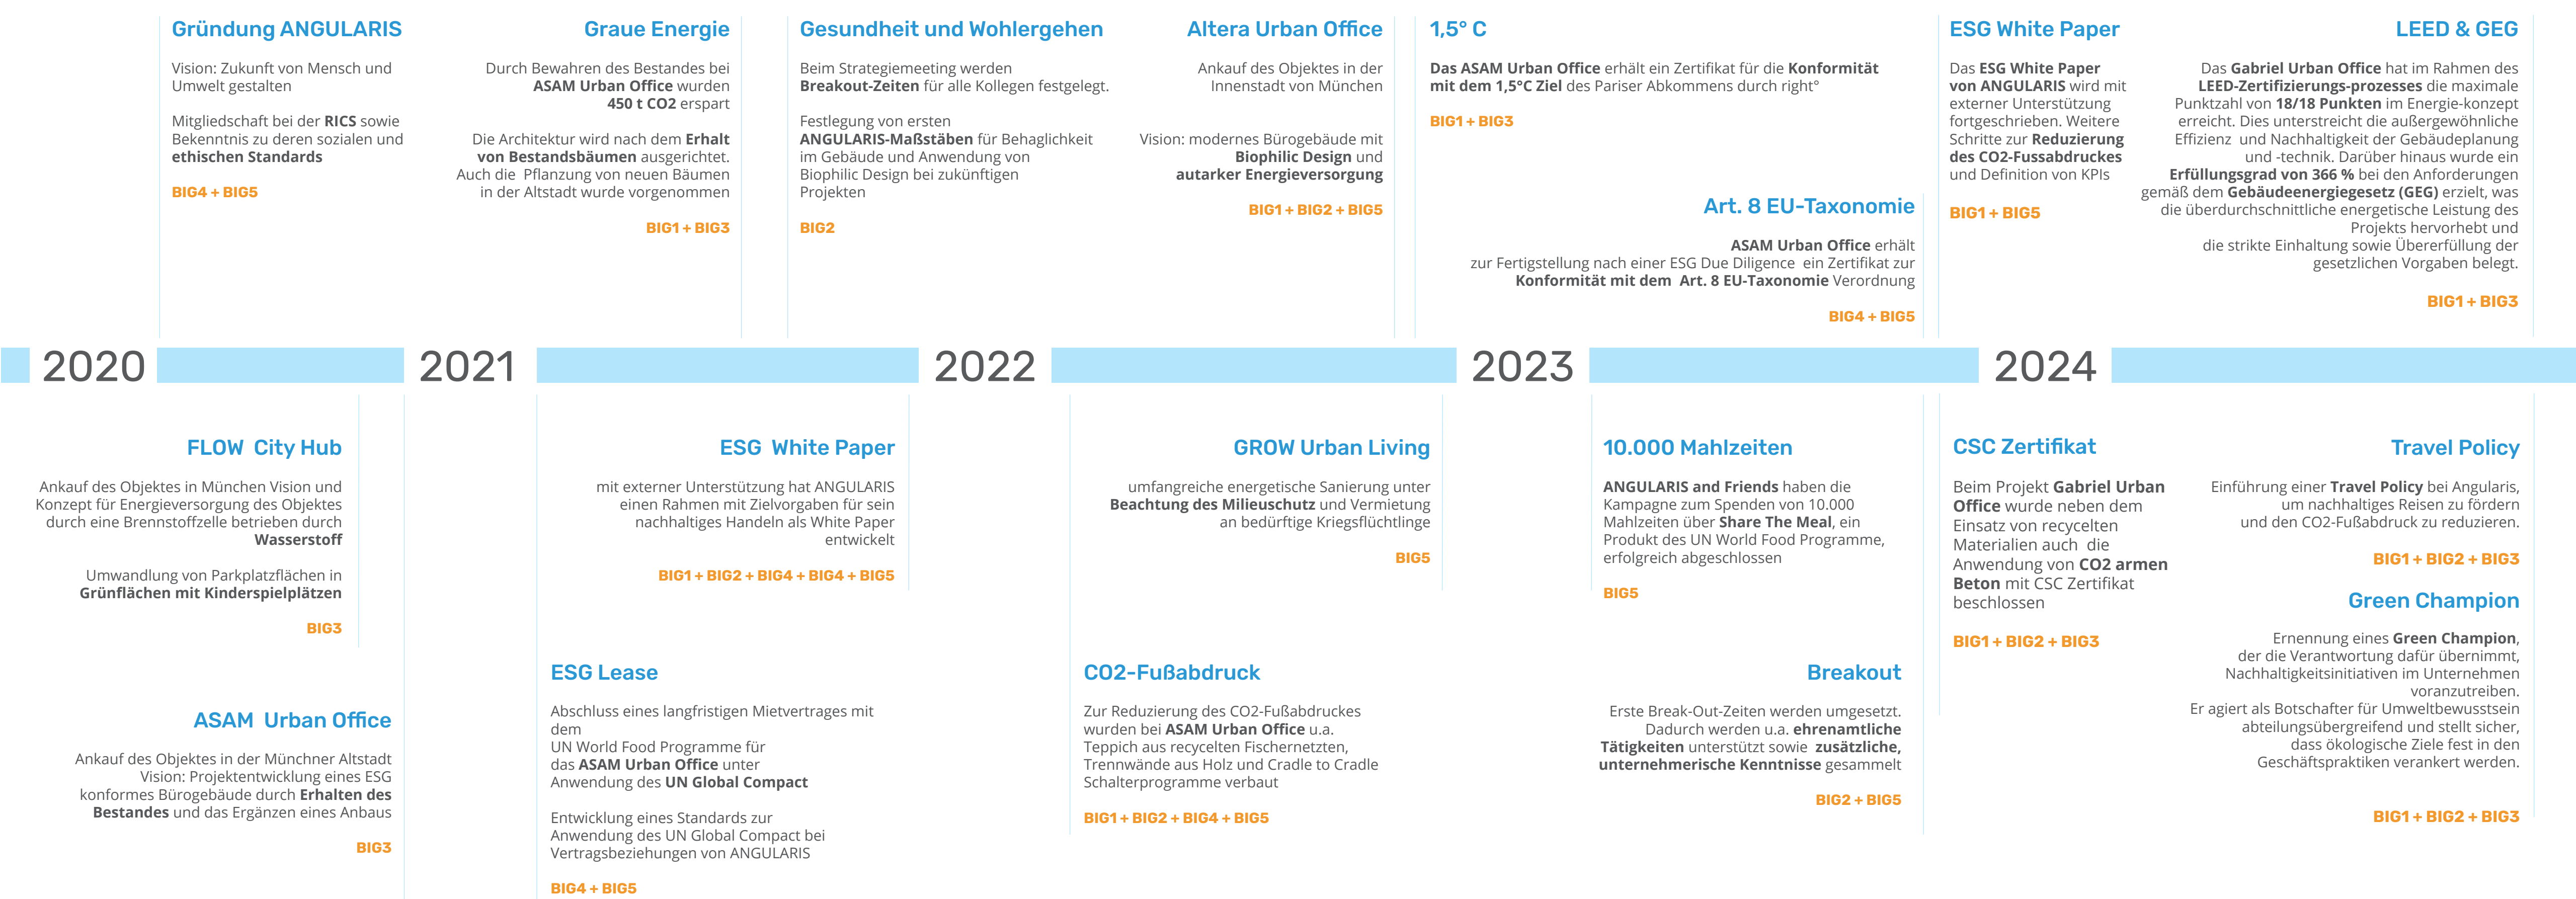 Gründung ANGULARIS
Vision: Zukunft von Mensch und
Umwelt gestalten
Mitgliedschaft bei der RICS sowie
Bekenntnis zu deren sozialen und
ethischen Standards
BIG4 + BIG5
Graue Energie
Durch Bewahren des Bestandes bei
ASAM Urban Office wurden
450 t CO2 erspart
Die Architektur wird nach dem Erhalt
von Bestandsbäumen ausgerichtet.
Auch die Pflanzung von neuen Bäumen
in der Altstadt wurde vorgenommen
BIG1 + BIG3
Gesundheit und Wohlergehen
Beim Strategiemeeting werden
Breakout-Zeiten für alle Kollegen festgelegt.
Festlegung von ersten
ANGULARIS-Maßstäben für Behaglichkeit
im Gebäude und Anwendung von
Biophilic Design bei zukünftigen
Projekten
BIG2
Altera Urban Office
Ankauf des Objektes in der
Innenstadt von München
Vision: modernes Bürogebäude mit
Biophilic Design und
autarker Energieversorgung
BIG1 + BIG2 + BIG5
1,5° C
Das ASAM Urban Office erhält ein Zertifikat für die Konformität
mit dem 1,5°C Ziel des Pariser Abkommens durch right°
BIG1 + BIG3
Art. 8 EU-Taxonomie
ASAM Urban Office erhält
zur Fertigstellung nach einer ESG Due Diligence ein Zertifikat zur
Konformität mit dem Art. 8 EU-Taxonomie Verordnung
BIG4 + BIG5
ESG White Paper
Das ESG White Paper
von ANGULARIS wird mit
externer Unterstützung
fortgeschrieben. Weitere
Schritte zur Reduzierung
des CO2-Fussabdruckes
und Definition von KPIs
BIG1 + BIG5
LEED & GEG
Das Gabriel Urban Office hat im Rahmen des
LEED-Zertifizierungs-prozesses die maximale
Punktzahl von 18/18 Punkten im Energie-konzept
erreicht. Dies unterstreicht die außergewöhnliche
Effizienz und Nachhaltigkeit der Gebäudeplanung
und -technik. Darüber hinaus wurde ein
Erfüllungsgrad von 366 % bei den Anforderungen
gemäß dem Gebäudeenergiegesetz (GEG) erzielt, was
die überdurchschnittliche energetische Leistung des
Projekts hervorhebt und
die strikte Einhaltung sowie Übererfüllung der
gesetzlichen Vorgaben belegt.
BIG1 + BIG3
2020
2021
2022
2023
2024
FLOW City Hub
Ankauf des Objektes in München Vision und
Konzept für Energieversorgung des Objektes
durch eine Brennstoffzelle betrieben durch
Wasserstoff
Umwandlung von Parkplatzflächen in
Grünflächen mit Kinderspielplätzen
BIG3
ASAM Urban Office
Ankauf des Objektes in der Münchner Altstadt
Vision: Projektentwicklung eines ESG
konformes Bürogebäude durch Erhalten des
Bestandes und das Ergänzen eines Anbaus
BIG3
ESG White Paper
mit externer Unterstützung hat ANGULARIS
einen Rahmen mit Zielvorgaben für sein
nachhaltiges Handeln als White Paper
entwickelt
BIG1 + BIG2 + BIG4 + BIG4 + BIG5
ESG Lease
Abschluss eines langfristigen Mietvertrages mit
dem
UN World Food Programme für
das ASAM Urban Office unter
Anwendung des UN Global Compact
Entwicklung eines Standards zur
Anwendung des UN Global Compact bei
Vertragsbeziehungen von ANGULARIS
BIG4 + BIG5
GROW Urban Living
umfangreiche energetische Sanierung unter
Beachtung des Milieuschutz und Vermietung
an bedürftige Kriegsflüchtlinge
BIG5
CO2-Fußabdruck
Zur Reduzierung des CO2-Fußabdruckes
wurden bei ASAM Urban Office u.a.
Teppich aus recycelten Fischernetzten,
Trennwände aus Holz und Cradle to Cradle
Schalterprogramme verbaut
BIG1 + BIG2 + BIG4 + BIG5
10.000 Mahlzeiten
ANGULARIS and Friends haben die
Kampagne zum Spenden von 10.000
Mahlzeiten über Share The Meal, ein
Produkt des UN World Food Programme,
erfolgreich abgeschlossen
BIG5
Breakout
Erste Break-Out-Zeiten werden umgesetzt.
Dadurch werden u.a. ehrenamtliche
Tätigkeiten unterstützt sowie zusätzliche,
unternehmerische Kenntnisse gesammelt
BIG2 + BIG5
CSC Zertifikat
Beim Projekt Gabriel Urban
Office wurde neben dem
Einsatz von recycelten
Materialien auch die
Anwendung von CO2 armen
Beton mit CSC Zertifikat
beschlossen
BIG1 + BIG2 + BIG3
Travel Policy
Einführung einer Travel Policy bei Angularis,
um nachhaltiges Reisen zu fördern
und den CO2-Fußabdruck zu reduzieren.
BIG1 + BIG2 + BIG3
Green Champion
Ernennung eines Green Champion,
der die Verantwortung dafür übernimmt,
Nachhaltigkeitsinitiativen im Unternehmen
voranzutreiben.
Er agiert als Botschafter für Umweltbewusstsein
abteilungsübergreifend und stellt sicher,
dass ökologische Ziele fest in den
Geschäftspraktiken verankert werden.
BIG1 + BIG2 + BIG3